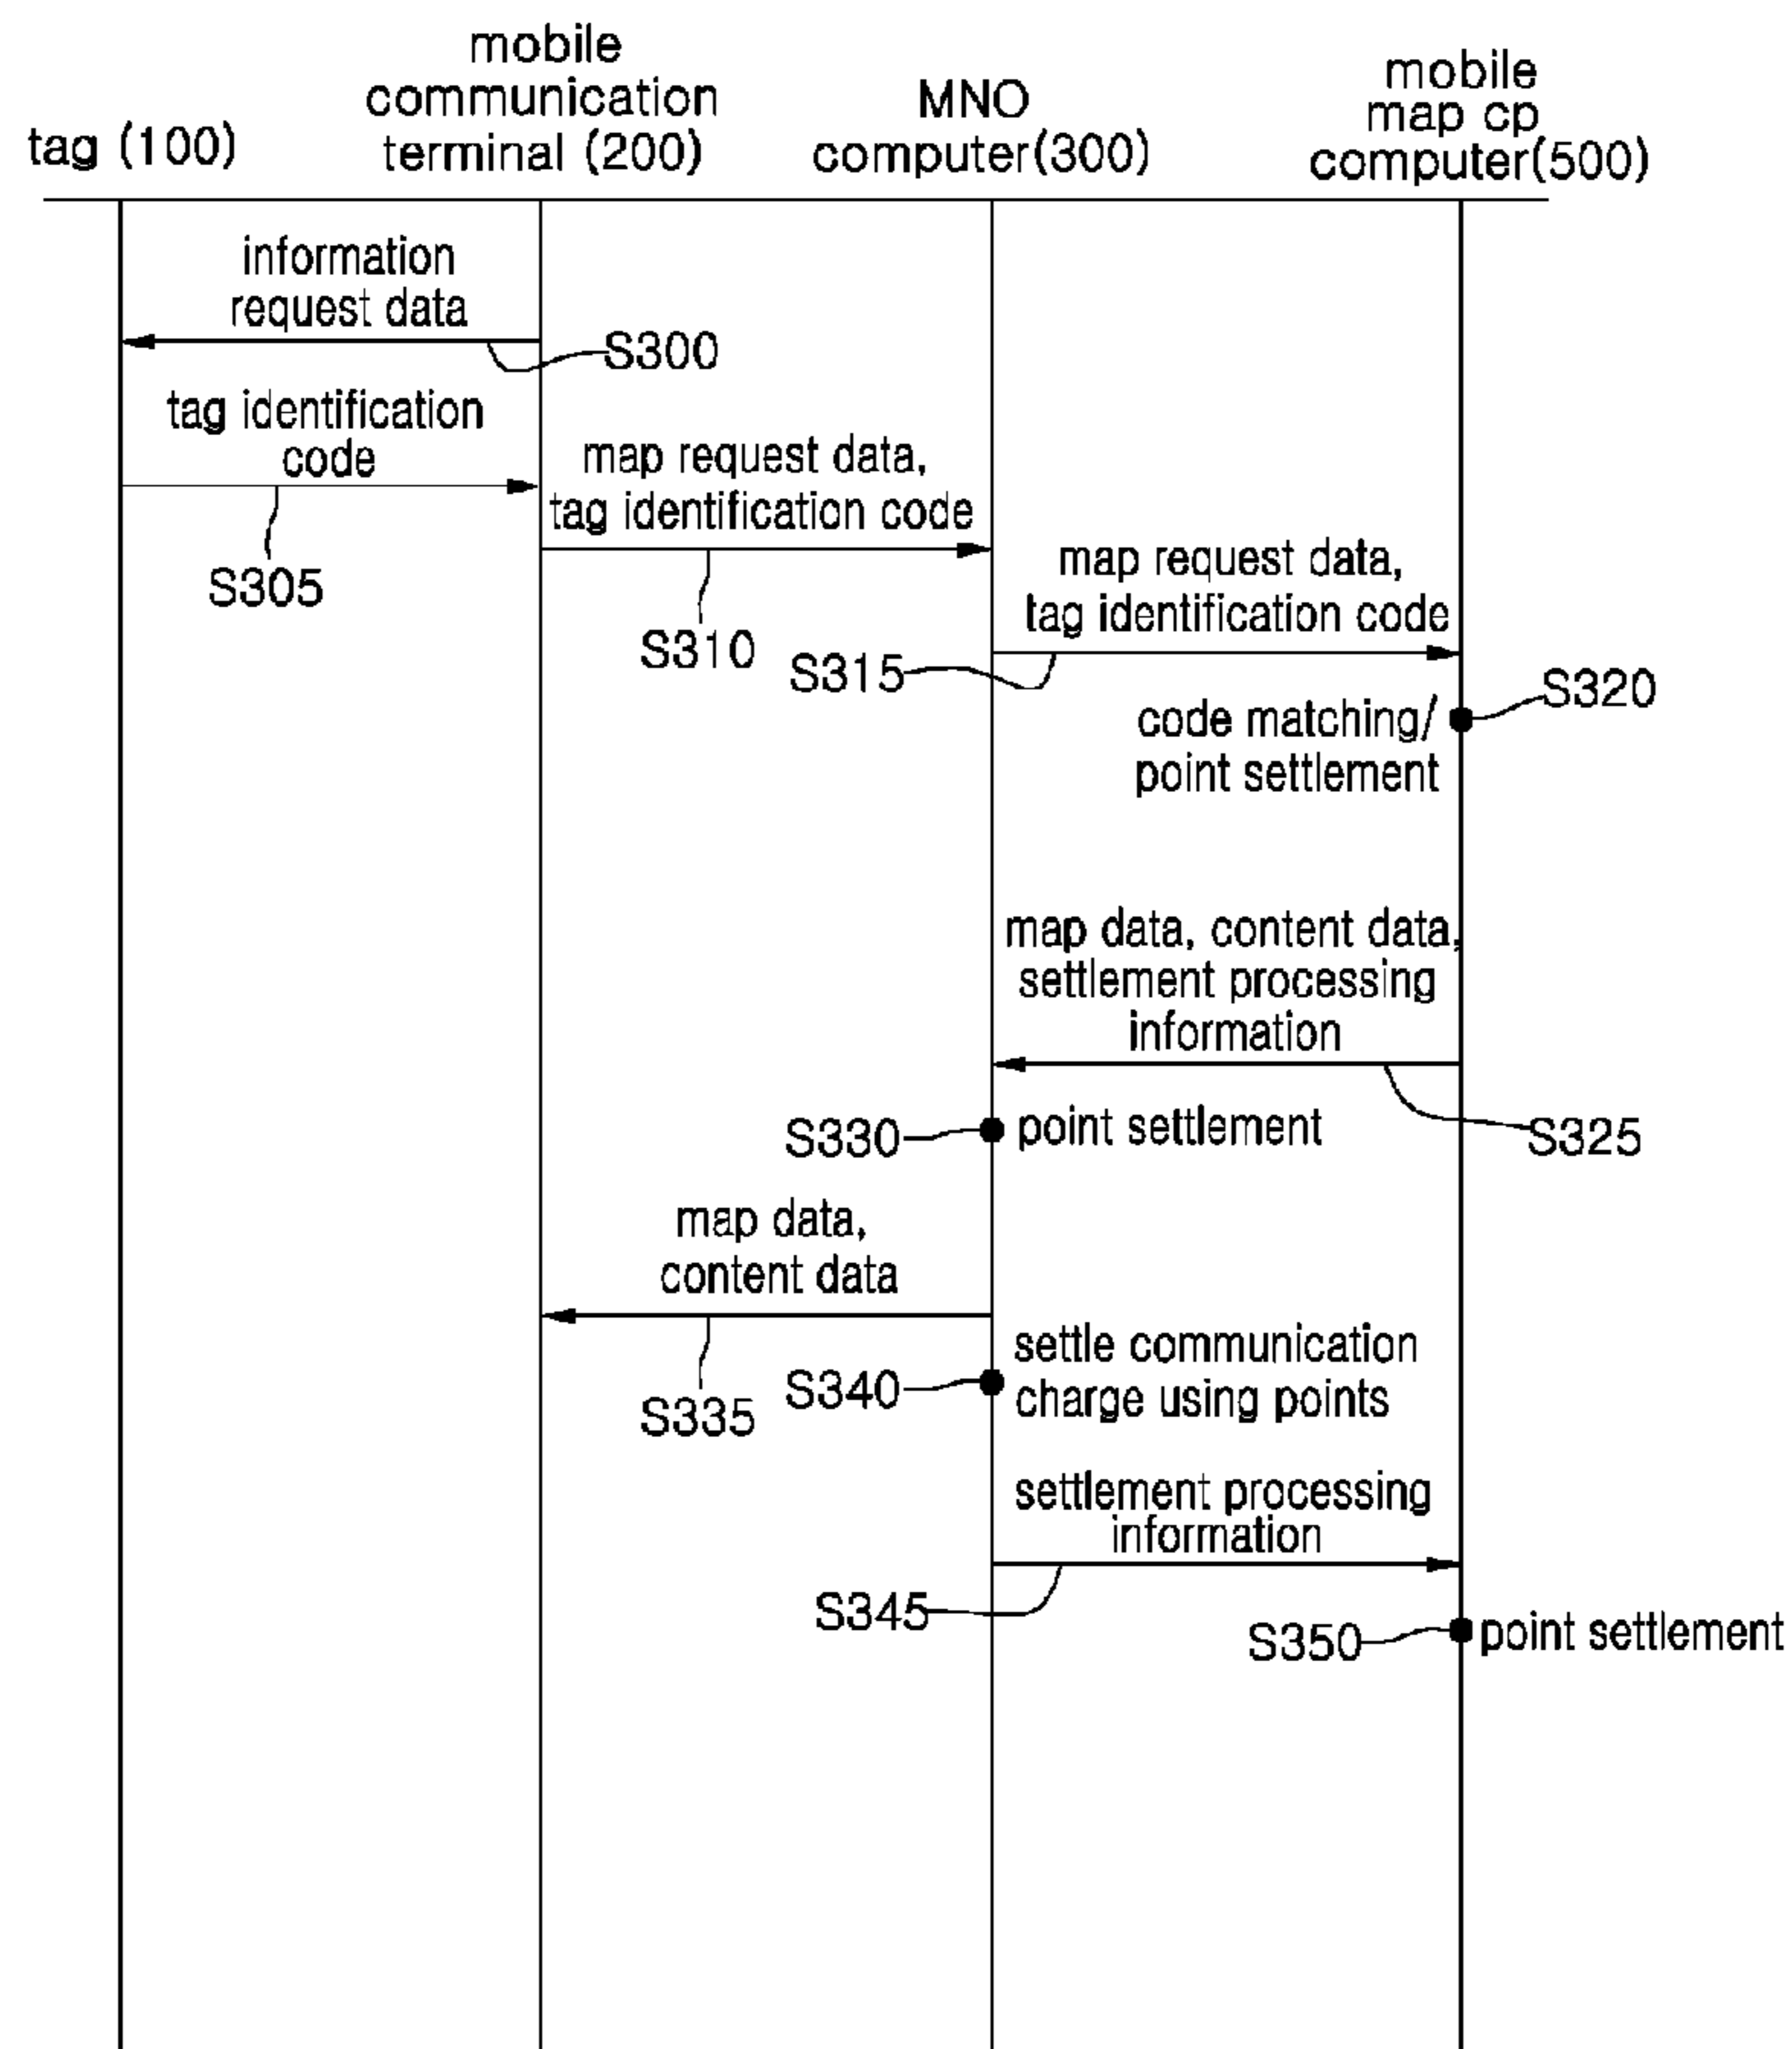 tag (100)
mobile
communication
terminal (200)
MNO
computer(300)
mobile
map cp
computer(500)
information
request data
S300
tag identification
code
S305
map request data,
tag identification code
S310
map request data,
tag identification code
S315
S320
code matching/
point settlement
map data, content data,
settlement processing
information
S325
S330
point settlement
map data,
content data
S335
S340
settle communication
charge using points
settlement processing
information
S345
S350
point settlement